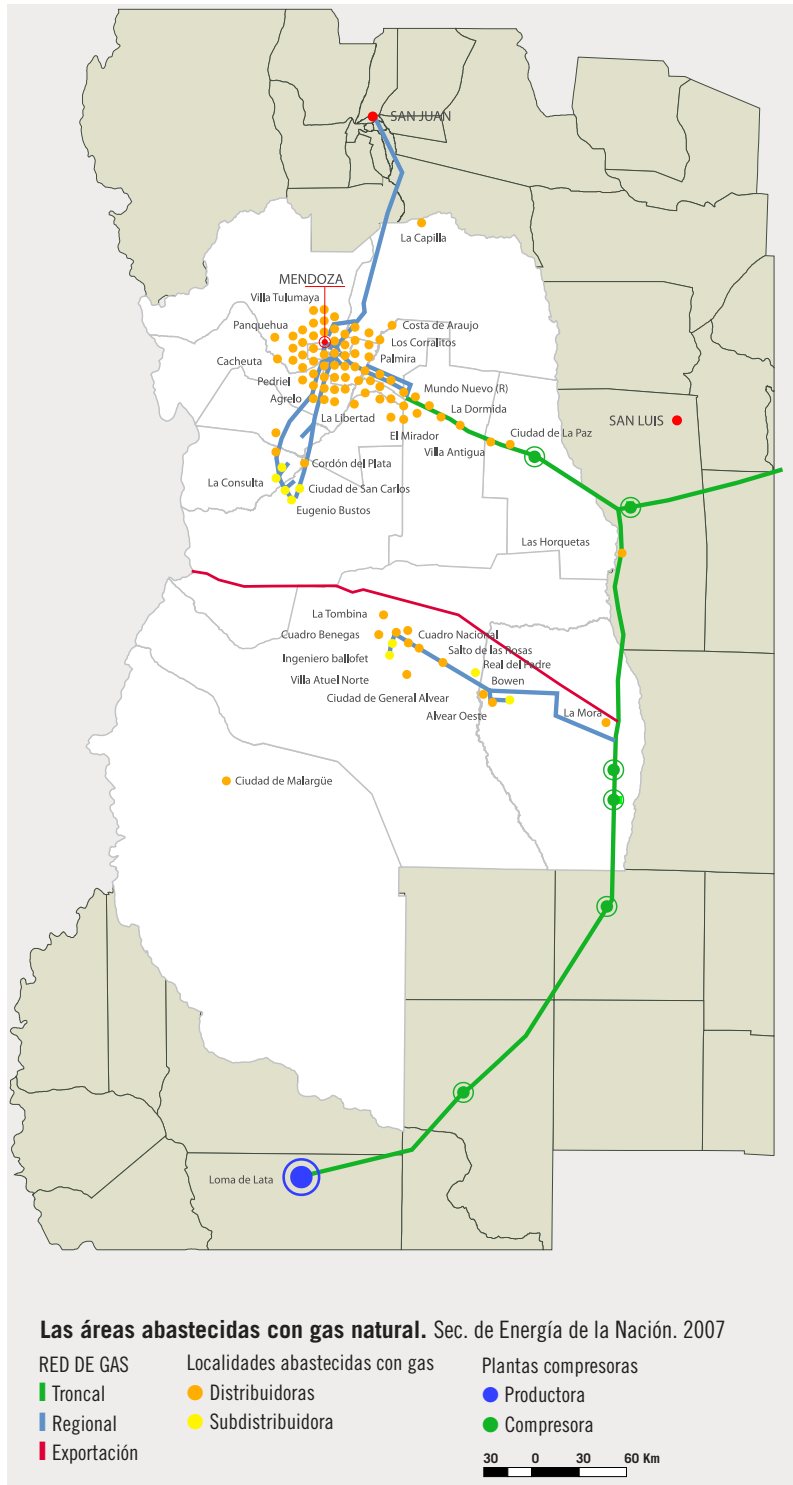 SAN JUAN
La Capilla
MENDOZA
Villa Tulumaya
Panquehua
Costa de Araujo
Los Corralitos
Cacheuta
Palmira
Pedriel
Mundo Nuevo (R)
Agrelo
La Dormida
La Libertad
SAN LUIS
El Mirador
Ciudad de La Paz
Villa Antigua
Cordón del Plata
La Consulta
Ciudad de San Carlos
Eugenio Bustos
Las Horquetas
La Tombina
Cuadro Benegas
Cuadro Nacional
Salto de las Rosas
Ingeniero ballofet
Real del Padre
Villa Atuel Norte
Bowen
Ciudad de General Alvear
Alvear Oeste
La Mora
Ciudad de Malargüe
Loma de Lata
Las áreas abastecidas con gas natural. Sec. de Energía de la Nación. 2007
RED DE GAS
Troncal
Regional
Exportación
Localidades abastecidas con gas
Distribuidoras
Subdistribuidora
Plantas compresoras
Productora
Compresora
30 0 30 60 Km